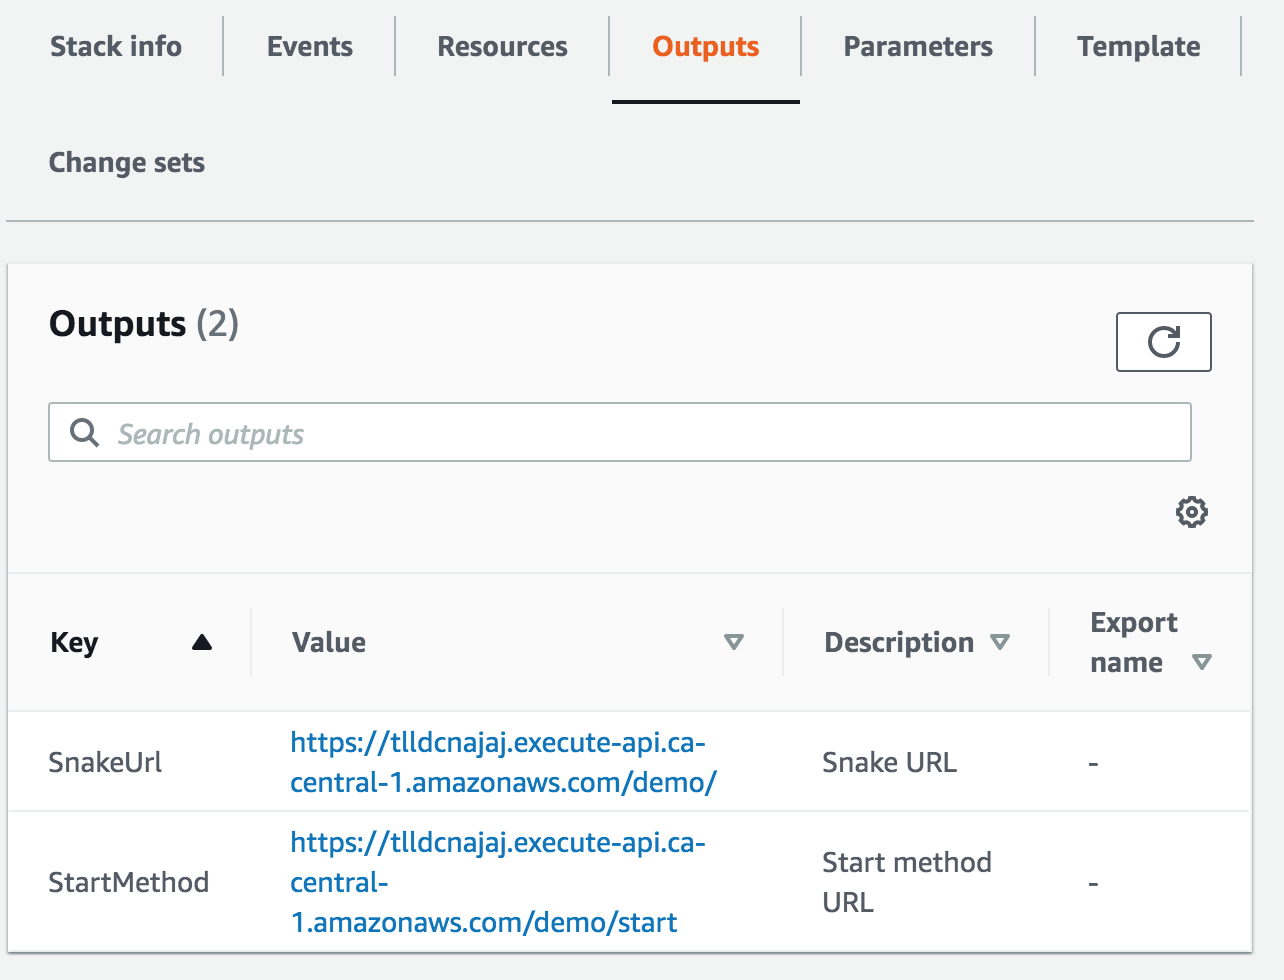 Stack info
Events
Resources
Outputs
Parameters
Template
Change sets
Outputs (2)
Search outputs
Key
Value
Description
Export
name
SnakeUrl
https://tlldcnajaj.execute-api.ca-
central-1.amazonaws.com/demo/
Snake URL
-
StartMethod
https://tlldcnajaj.execute-api.ca-
central-
1.amazonaws.com/demo/start
Start method
URL
-